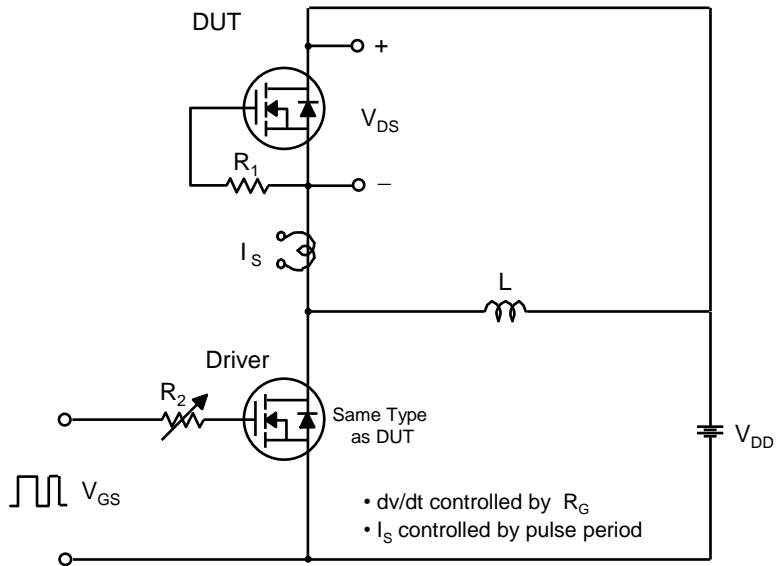 DUT
+
V_DS
R_1
−
I_S
L
Driver
R_2
Same Type
as DUT
V_DD
V_GS
• dv/dt controlled by R_G
• I_S controlled by pulse period